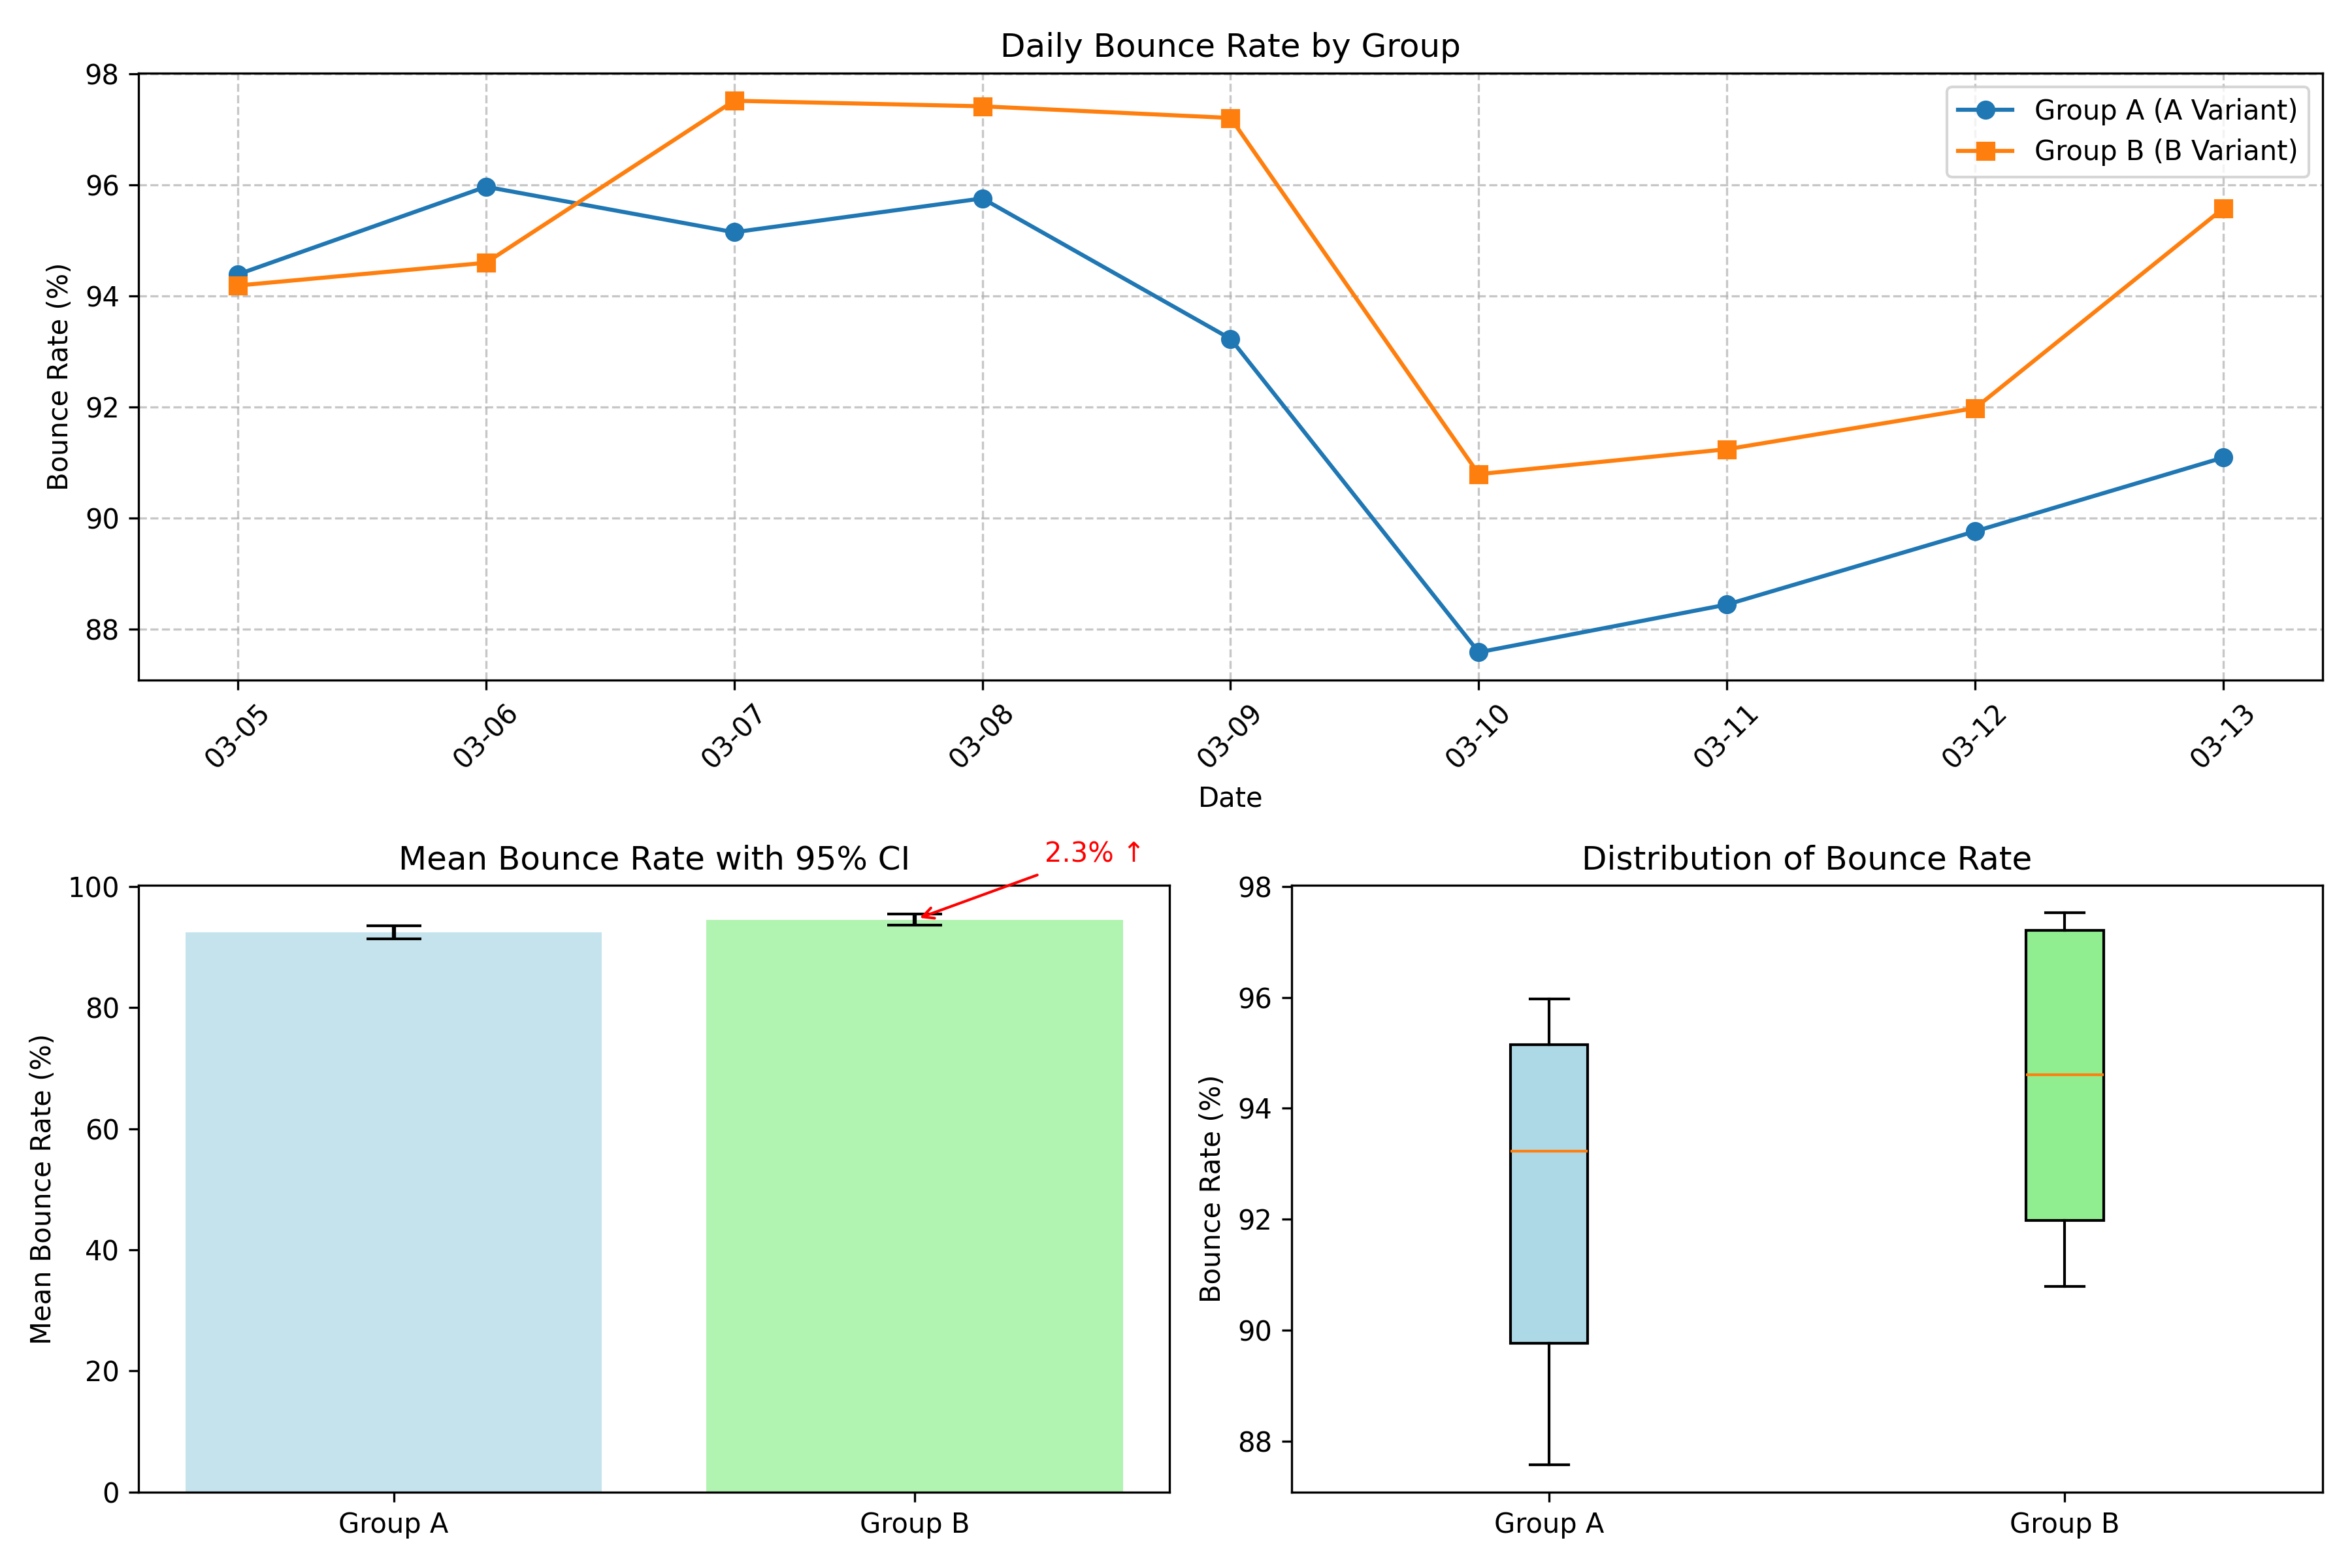 Daily Bounce Rate by Group
98
96
94
92
90
88
Bounce Rate (%)
Group A (A Variant)
Group B (B Variant)
03-05
03-06
03-07
03-08
03-09
03-10
03-11
03-12
03-13
Date
Mean Bounce Rate with 95% CI
2.3% ↑
100
80
60
40
20
0
Mean Bounce Rate (%)
Group A
Group B
Distribution of Bounce Rate
98
96
94
92
90
88
Bounce Rate (%)
Group A
Group B